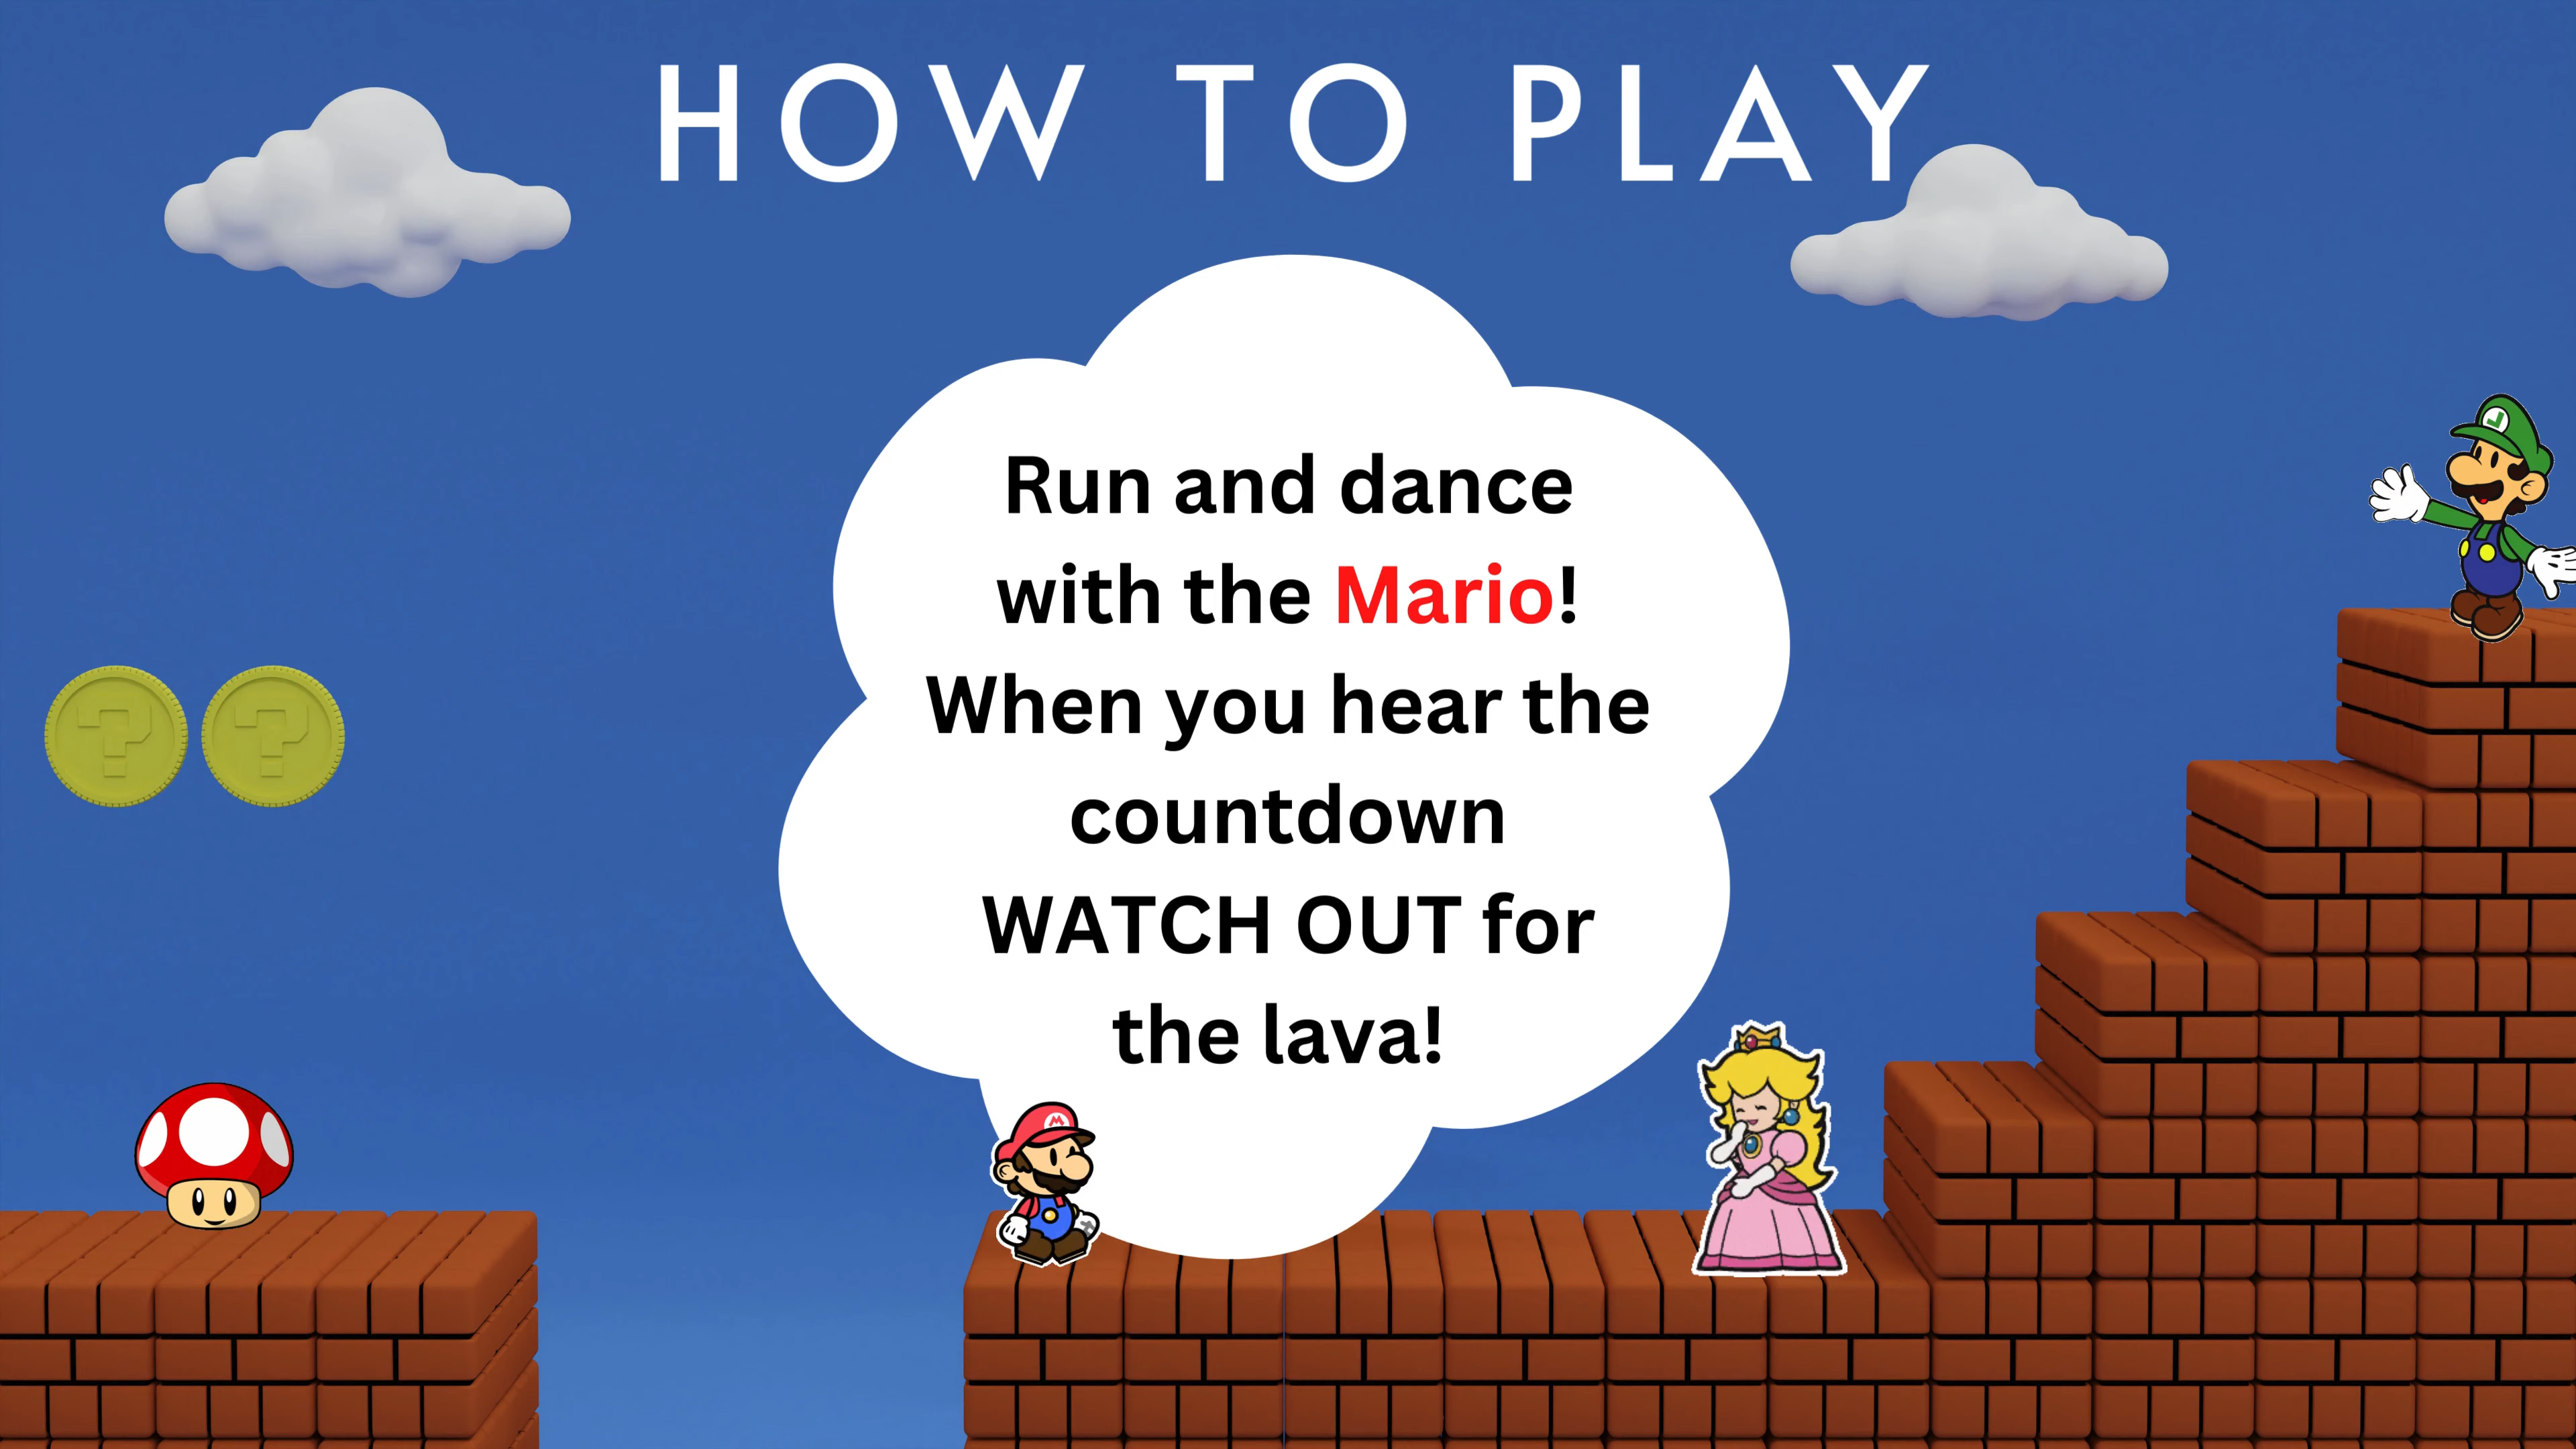 HOW TO PLAY
Run and dance
with the Mario!
When you hear the
countdown
WATCH OUT for
the lava!